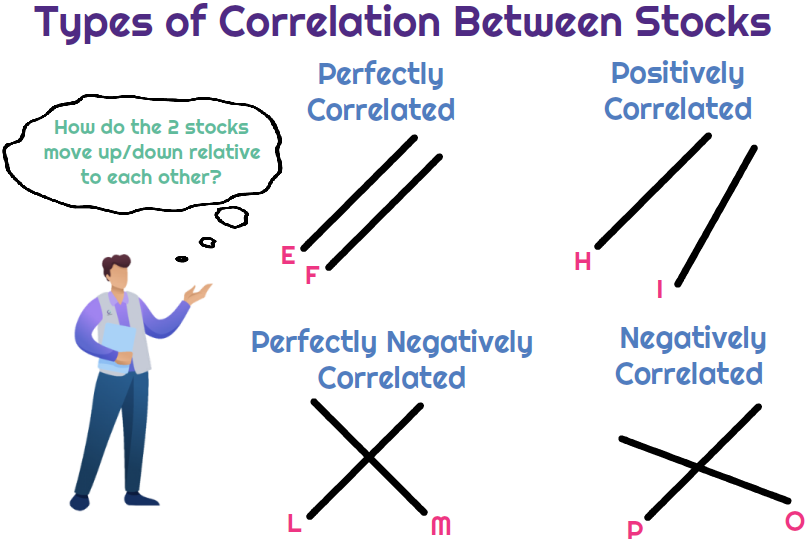 Types of Correlation Between Stocks
How do the 2 stocks
move up/down relative
to each other?
Perfectly
Correlated
E
F
Positively
Correlated
H
I
Perfectly Negatively
Correlated
L
M
Negatively
Correlated
P
O